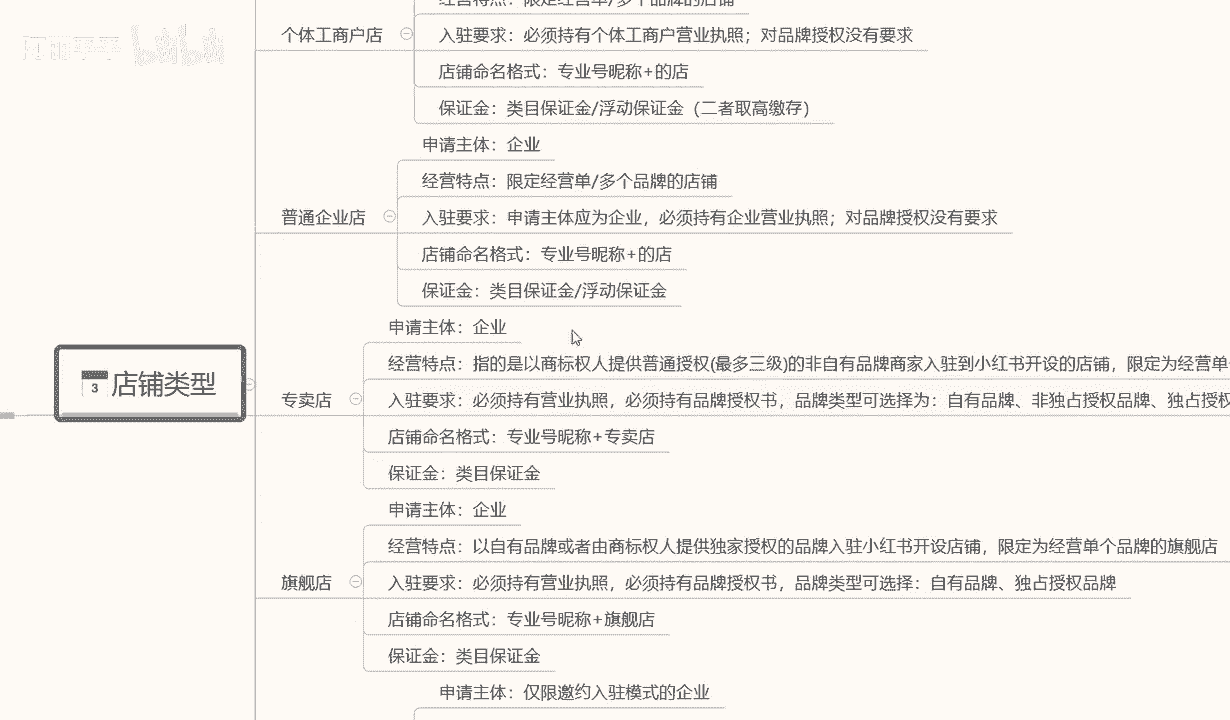 经营特点：限定经营单/多个品牌的店铺
个体工商户店
入驻要求：必须持有个体工商户营业执照；对品牌授权没有要求
店铺命名格式：专业号昵称+的店
保证金：类目保证金/浮动保证金（二者取高缴存）
申请主体：企业
经营特点：限定经营单/多个品牌的店铺
普通企业店
入驻要求：申请主体应为企业，必须持有企业营业执照；对品牌授权没有要求
店铺命名格式：专业号昵称+的店
保证金：类目保证金/浮动保证金
申请主体：企业
经营特点：指的是以商标权人提供普通授权(最多三级)的非自有品牌商家入驻到小红书开设的店铺，限定为经营单
3
店铺类型
专卖店
入驻要求：必须持有营业执照，必须持有品牌授权书，品牌类型可选择为：自有品牌、非独占授权品牌、独占授权
店铺命名格式：专业号昵称+专卖店
保证金：类目保证金
申请主体：企业
经营特点：以自有品牌或者由商标权人提供独家授权的品牌入驻小红书开设店铺，限定为经营单个品牌的旗舰店
旗舰店
入驻要求：必须持有营业执照，必须持有品牌授权书，品牌类型可选择：自有品牌、独占授权品牌
店铺命名格式：专业号昵称+旗舰店
保证金：类目保证金
申请主体：仅限邀约入驻模式的企业